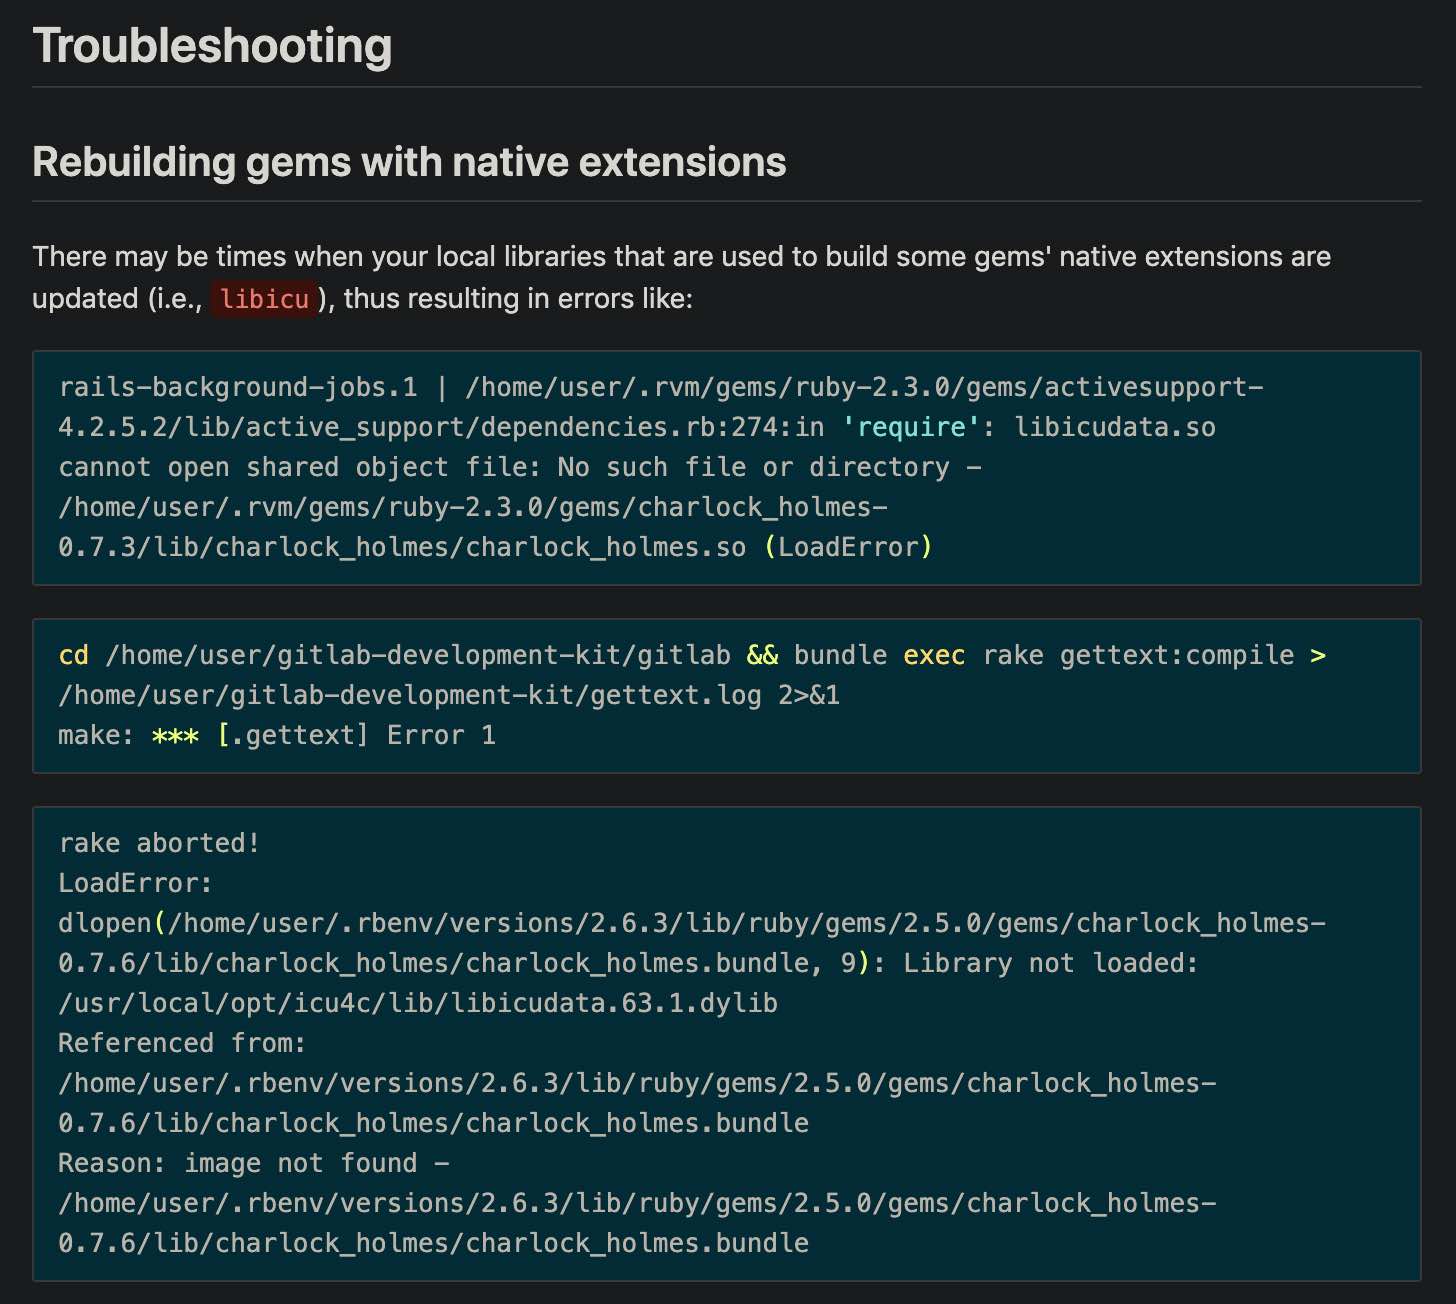 Troubleshooting
Rebuilding gems with native extensions
There may be times when your local libraries that are used to build some gems' native extensions are
updated (i.e., libicu), thus resulting in errors like:
rails-background-jobs.1 | /home/user/.rvm/gems/ruby-2.3.0/gems/activesupport-
4.2.5.2/lib/active_support/dependencies.rb:274:in 'require': libicudata.so
cannot open shared object file: No such file or directory -
/home/user/.rvm/gems/ruby-2.3.0/gems/charlock_holmes-
0.7.3/lib/charlock_holmes/charlock_holmes.so (LoadError)
cd /home/user/gitlab-development-kit/gitlab && bundle exec rake gettext:compile >
/home/user/gitlab-development-kit/gettext.log 2>&1
make: *** [.gettext] Error 1
rake aborted!
LoadError:
dlopen(/home/user/.rbenv/versions/2.6.3/lib/ruby/gems/2.5.0/gems/charlock_holmes-
0.7.6/lib/charlock_holmes/charlock_holmes.bundle, 9): Library not loaded:
/usr/local/opt/icu4c/lib/libicudata.63.1.dylib
Referenced from:
/home/user/.rbenv/versions/2.6.3/lib/ruby/gems/2.5.0/gems/charlock_holmes-
0.7.6/lib/charlock_holmes/charlock_holmes.bundle
Reason: image not found -
/home/user/.rbenv/versions/2.6.3/lib/ruby/gems/2.5.0/gems/charlock_holmes-
0.7.6/lib/charlock_holmes/charlock_holmes.bundle